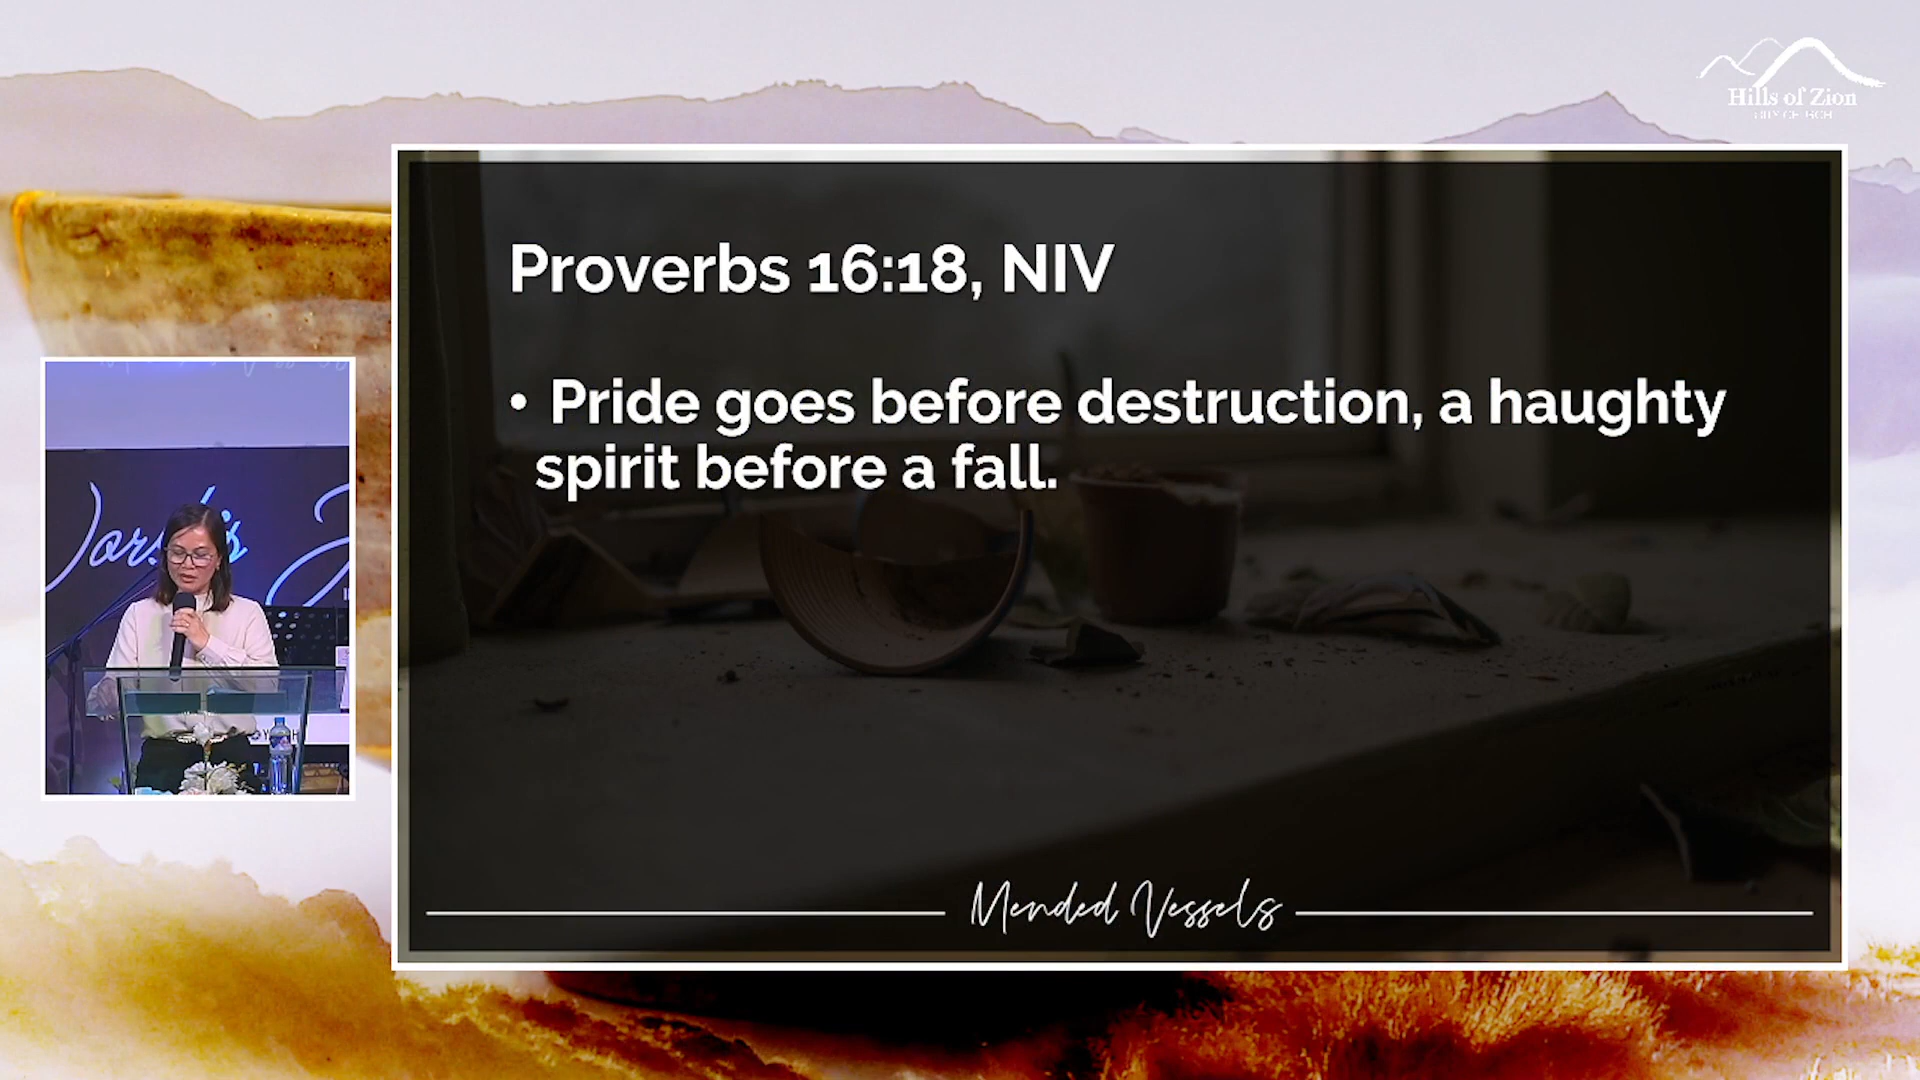 Hills of Zion
Proverbs 16:18, NIV
• Pride goes before destruction, a haughty
spirit before a fall.
Mended Vessels